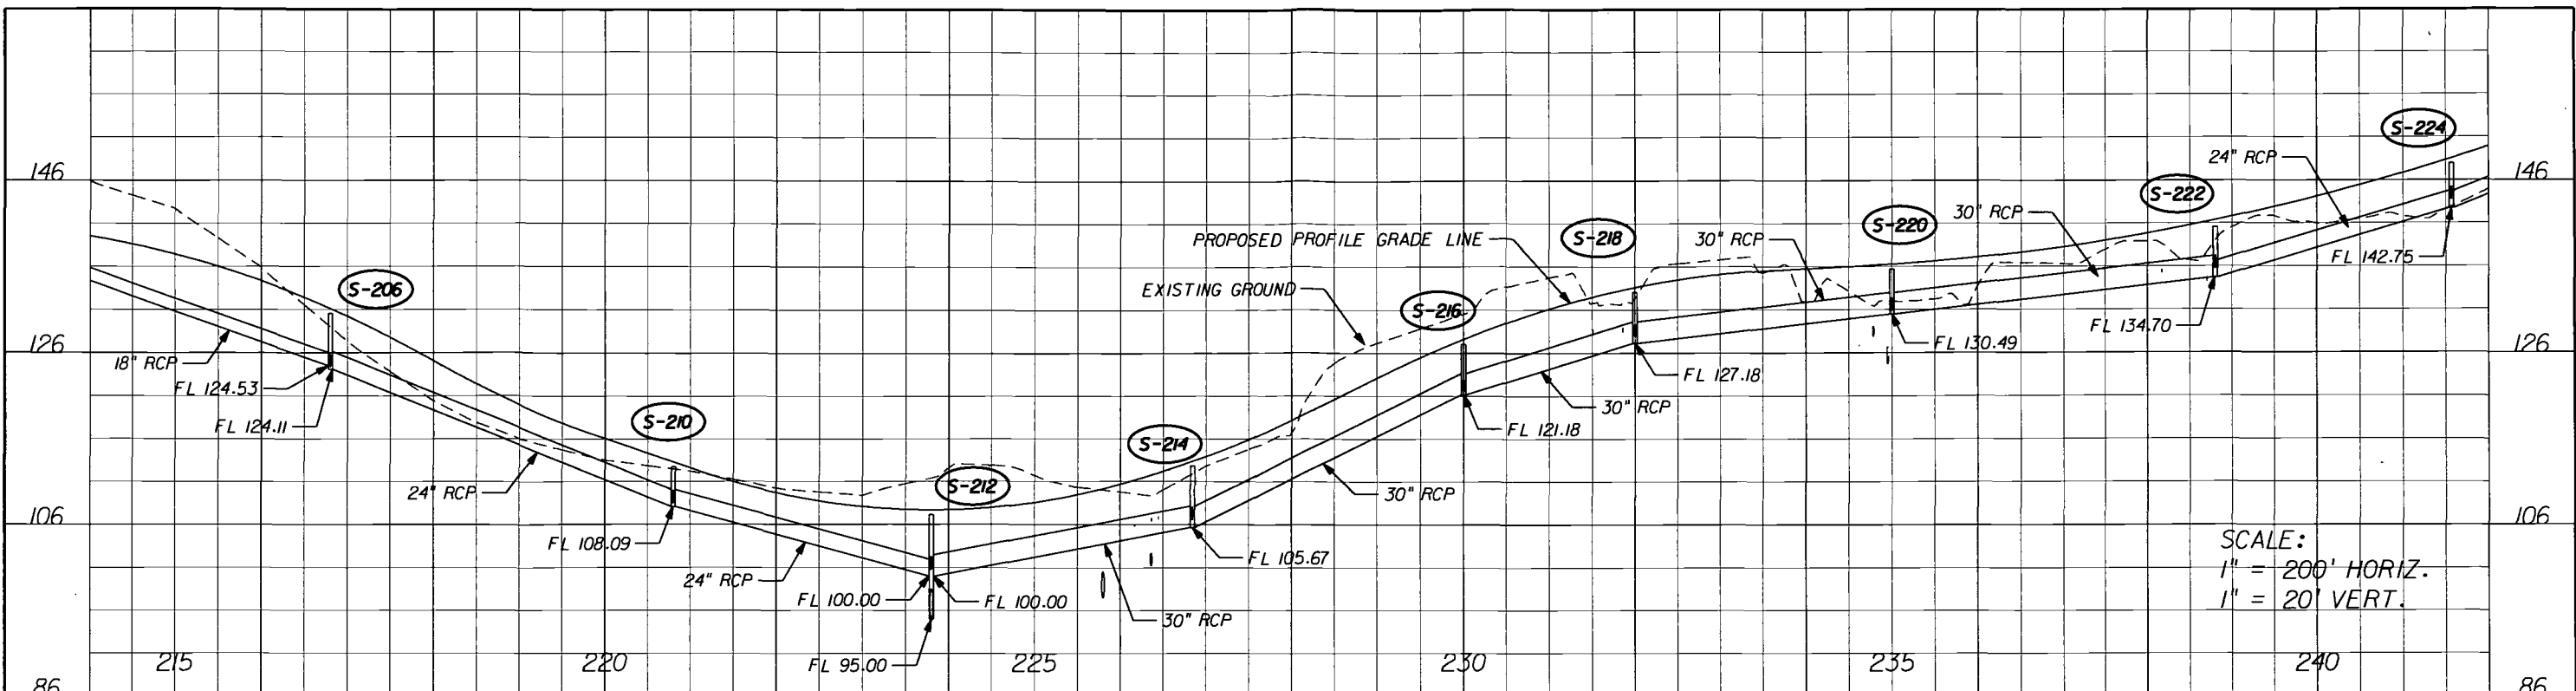 S-224
24" RCP
146
146
S-222
30" RCP
S-220
S-218
30" RCP
PROPOSED PROFILE GRADE LINE
FL 142.75
EXISTING GROUND
S-206
S-216
FL 134.70
FL 130.49
126
126
18" RCP
FL 124.53
FL 127.18
30" RCP
FL 124.11
S-210
FL 121.18
S-214
24" RCP
S-212
30" RCP
106
106
FL 108.09
FL 105.67
SCALE:
1" = 200' HORIZ.
1" = 20' VERT.
24" RCP
FL 100.00
FL 100.00
30" RCP
215
220
FL 95.00
225
230
235
240
86
86